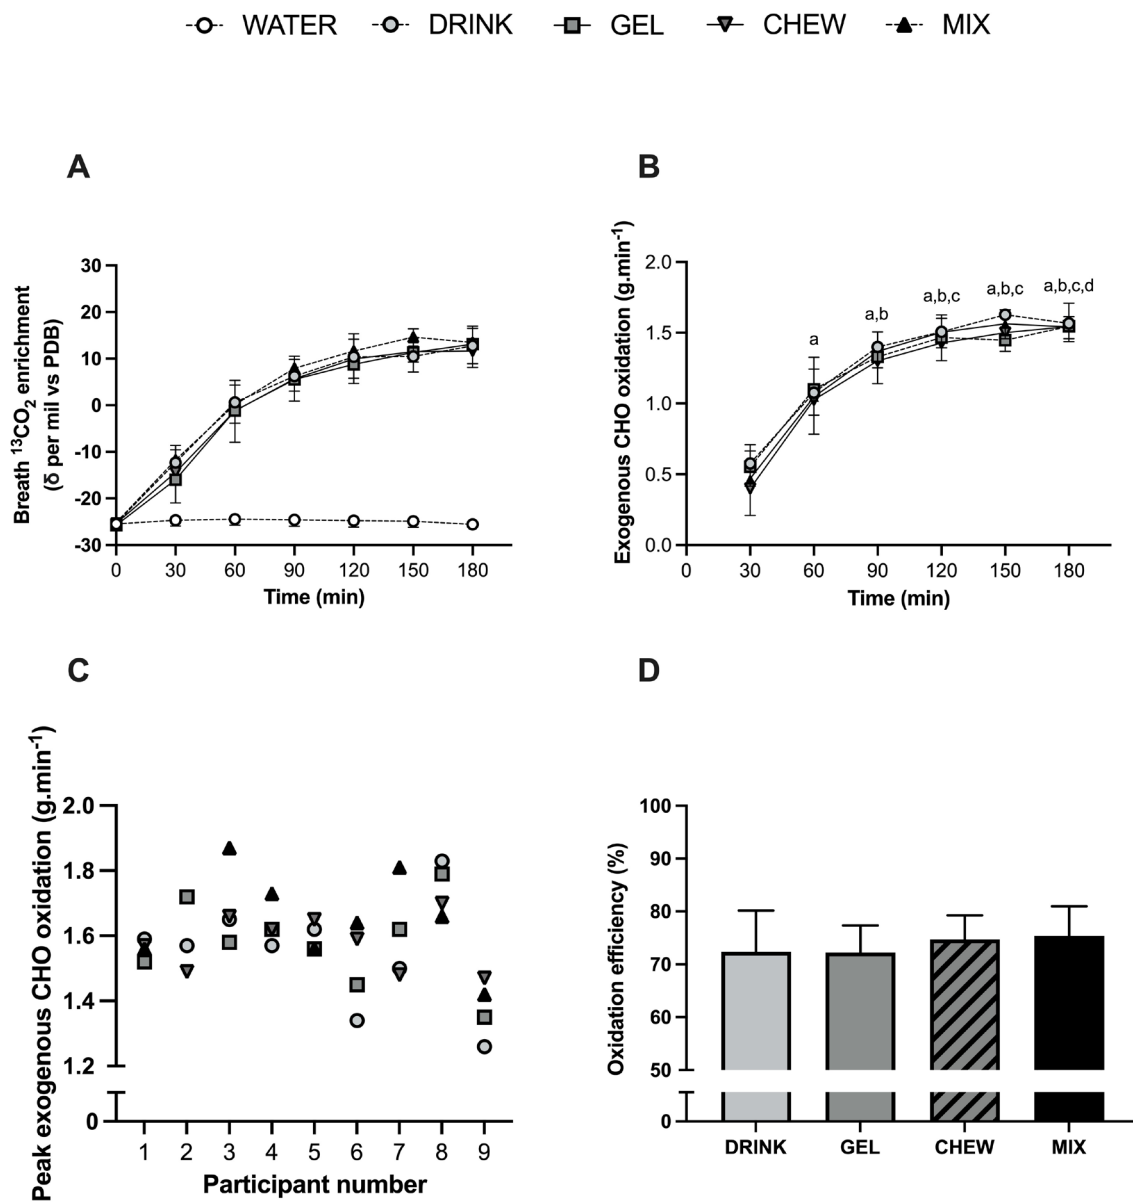 WATER DRINK GEL CHEW MIX
A
Breath ¹³CO₂ enrichment
(δ per mil vs PDB)
30
20
10
0
-10
-20
-30
0 30 60 90 120 150 180
Time (min)
B
Exogenous CHO oxidation (g.min⁻¹)
2.0
1.5
1.0
0.5
0.0
a
a,b
a,b,c
a,b,c
a,b,c,d
0 30 60 90 120 150 180
Time (min)
C
Peak exogenous CHO oxidation (g.min⁻¹)
2.0
1.8
1.6
1.4
1.2
0
1 2 3 4 5 6 7 8 9
Participant number
D
Oxidation efficiency (%)
100
90
80
70
60
50
0
DRINK GEL CHEW MIX